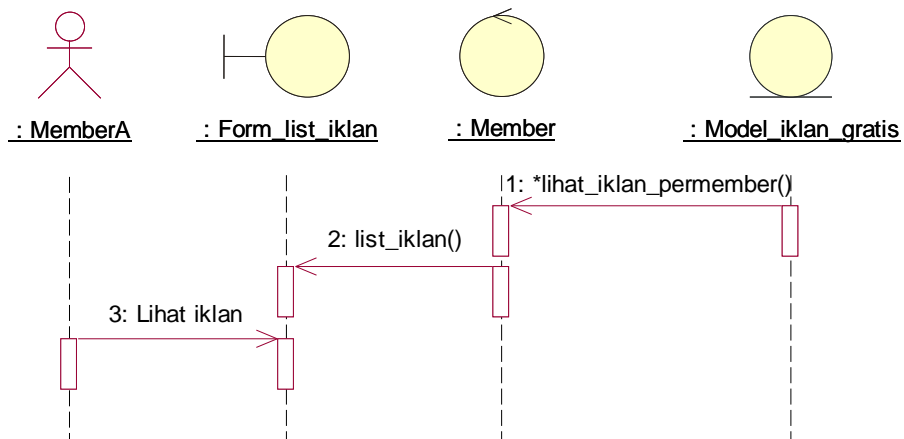 : MemberA
: Form_list_iklan
: Member
: Model_iklan_gratis
1: *lihat_iklan_permember()
2: list_iklan()
3: Lihat iklan